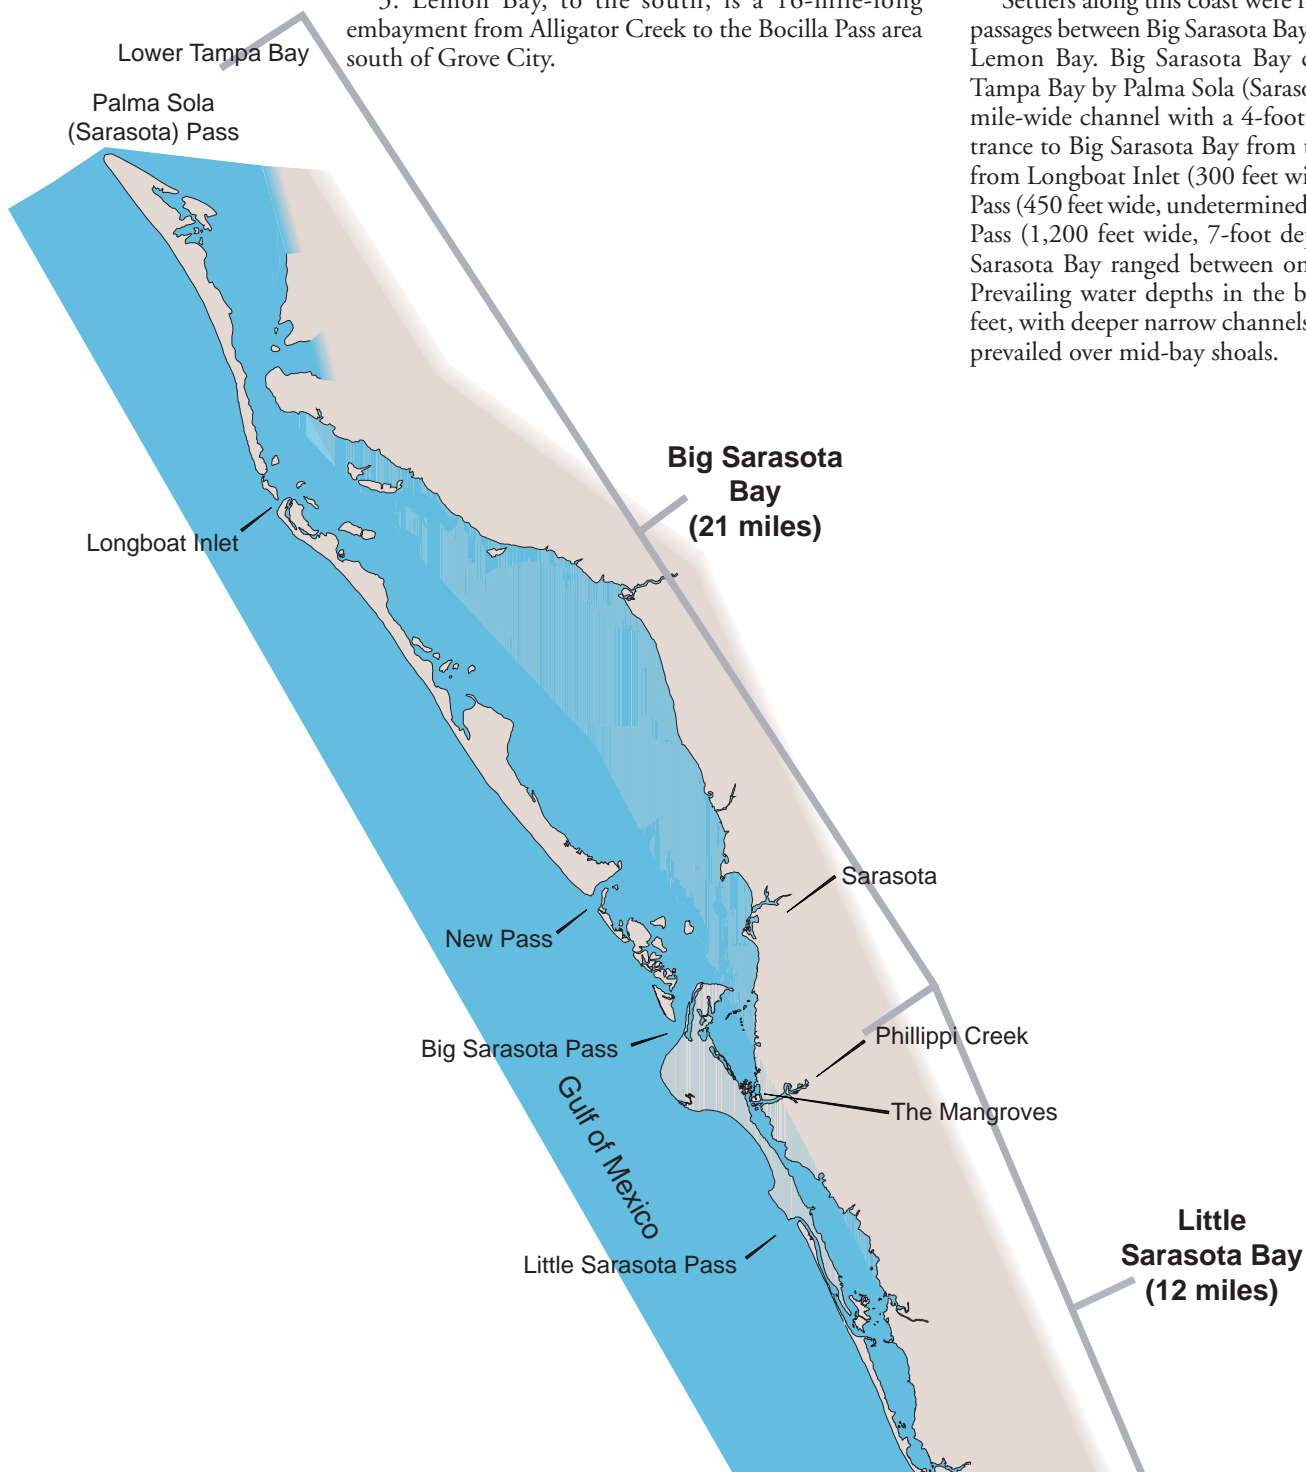 3. Lemon Bay, to the south, is a 16-mile-long
embayment from Alligator Creek to the Bocilla Pass area
south of Grove City.
Settlers along this coast were
passages between Big Sarasota Bay
Lemon Bay. Big Sarasota Bay
Tampa Bay by Palma Sola
mile-wide channel with a 4-foot
trance to Big Sarasota Bay from
from Longboat Inlet (300 feet
Pass (450 feet wide, undetermined
Pass (1,200 feet wide, 7-foot
Sarasota Bay ranged between
Prevailing water depths in the
feet, with deeper narrow channels
prevailed over mid-bay shoals.
Lower Tampa Bay
Palma Sola
(Sarasota) Pass
Big Sarasota
Bay
(21 miles)
Longboat Inlet
Sarasota
New Pass
Phillippi Creek
Big Sarasota Pass
The Mangroves
Gulf of Mexico
Little Sarasota Pass
Little
Sarasota Bay
(12 miles)